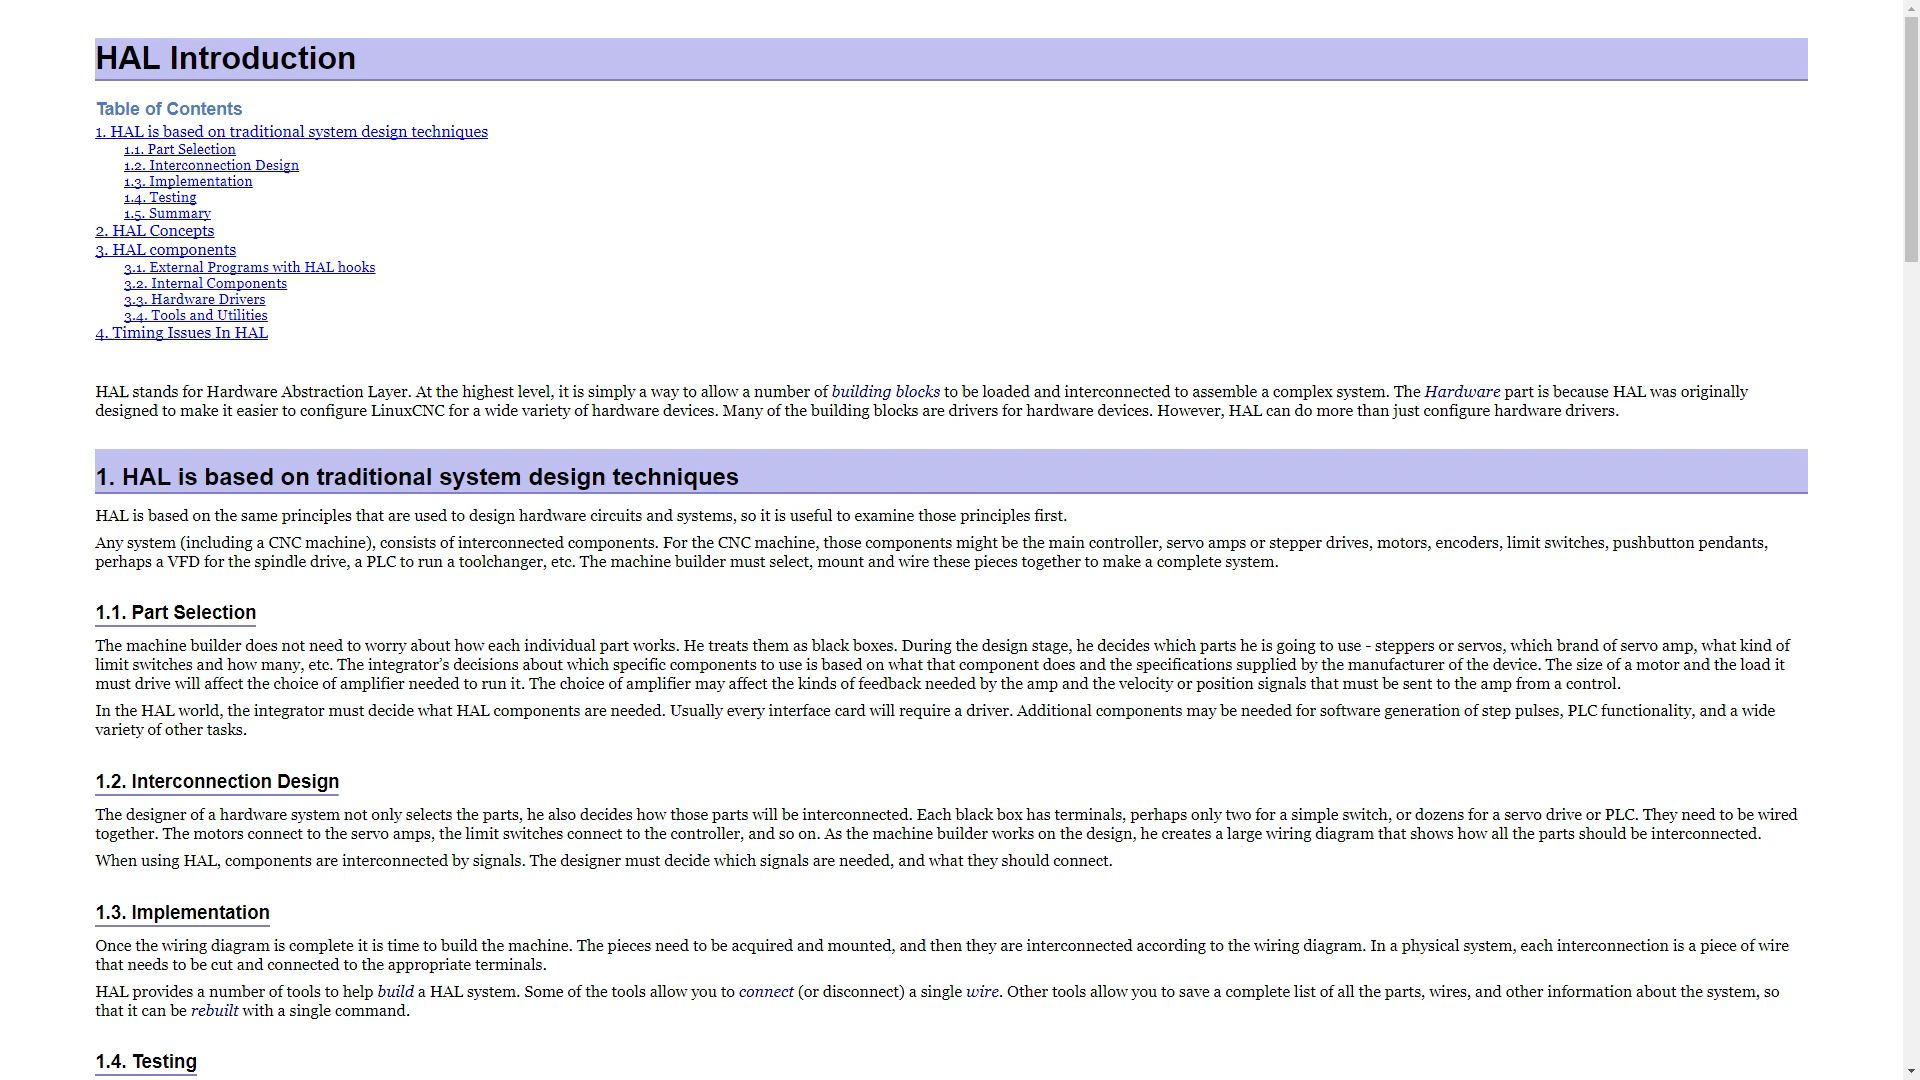 HAL Introduction
Table of Contents
1. HAL is based on traditional system design techniques
1.1. Part Selection
1.2. Interconnection Design
1.3. Implementation
1.4. Testing
1.5. Summary
2. HAL Concepts
3. HAL components
3.1. External Programs with HAL hooks
3.2. Internal Components
3.3. Hardware Drivers
3.4. Tools and Utilities
4. Timing Issues In HAL
HAL stands for Hardware Abstraction Layer. At the highest level, it is simply a way to allow a number of building blocks to be loaded and interconnected to assemble a complex system. The Hardware part is because HAL was originally
designed to make it easier to configure LinuxCNC for a wide variety of hardware devices. Many of the building blocks are drivers for hardware devices. However, HAL can do more than just configure hardware drivers.
1. HAL is based on traditional system design techniques
HAL is based on the same principles that are used to design hardware circuits and systems, so it is useful to examine those principles first.
Any system (including a CNC machine), consists of interconnected components. For the CNC machine, those components might be the main controller, servo amps or stepper drives, motors, encoders, limit switches, pushbutton pendants,
perhaps a VFD for the spindle drive, a PLC to run a toolchanger, etc. The machine builder must select, mount and wire these pieces together to make a complete system.
1.1. Part Selection
The machine builder does not need to worry about how each individual part works. He treats them as black boxes. During the design stage, he decides which parts he is going to use - steppers or servos, which brand of servo amp, what kind of
limit switches and how many, etc. The integrator’s decisions about which specific components to use is based on what that component does and the specifications supplied by the manufacturer of the device. The size of a motor and the load it
must drive will affect the choice of amplifier needed to run it. The choice of amplifier may affect the kinds of feedback needed by the amp and the velocity or position signals that must be sent to the amp from a control.
In the HAL world, the integrator must decide what HAL components are needed. Usually every interface card will require a driver. Additional components may be needed for software generation of step pulses, PLC functionality, and a wide
variety of other tasks.
1.2. Interconnection Design
The designer of a hardware system not only selects the parts, he also decides how those parts will be interconnected. Each black box has terminals, perhaps only two for a simple switch, or dozens for a servo drive or PLC. They need to be wired
together. The motors connect to the servo amps, the limit switches connect to the controller, and so on. As the machine builder works on the design, he creates a large wiring diagram that shows how all the parts should be interconnected.
When using HAL, components are interconnected by signals. The designer must decide which signals are needed, and what they should connect.
1.3. Implementation
Once the wiring diagram is complete it is time to build the machine. The pieces need to be acquired and mounted, and then they are interconnected according to the wiring diagram. In a physical system, each interconnection is a piece of wire
that needs to be cut and connected to the appropriate terminals.
HAL provides a number of tools to help build a HAL system. Some of the tools allow you to connect (or disconnect) a single wire. Other tools allow you to save a complete list of all the parts, wires, and other information about the system, so
that it can be rebuilt with a single command.
1.4. Testing